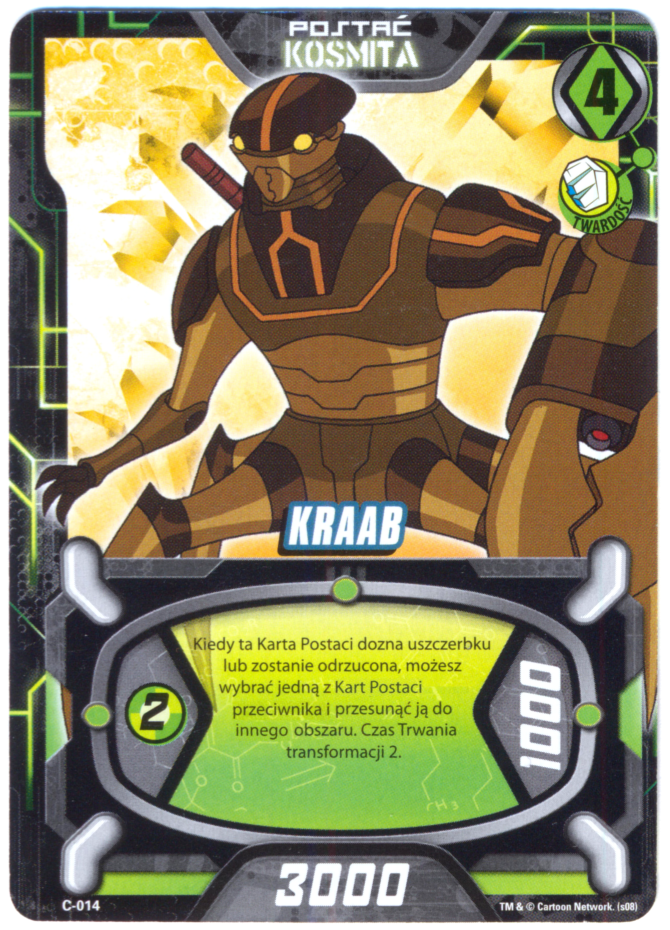 POSTAĆ
KOSMITA
4
TWARDOŚĆ
KRAAB
Kiedy ta Karta Postaci dozna uszczerbku
lub zostanie odrzucona, możesz
wybrać jedną z Kart Postaci
przeciwnika i przesunąć ją do
innego obszaru. Czas Trwania
transformacji 2.
2
1000
3000
C-014
TM & © Cartoon Network. (s08)